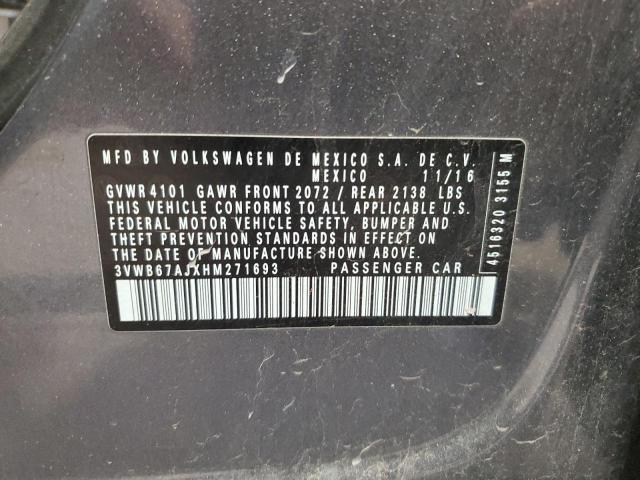 MFD BY VOLKSWAGEN DE MEXICO S.A. DE C.V.
MEXICO 11/16
GVWR 4101 GAWR FRONT 2072 / REAR 2138 LBS
THIS VEHICLE CONFORMS TO ALL APPLICABLE U.S.
FEDERAL MOTOR VEHICLE SAFETY, BUMPER AND
THEFT PREVENTION STANDARDS IN EFFECT ON
THE DATE OF MANUFACTURE SHOWN ABOVE.
3VWB67AJXHM271693 PASSENGER CAR
4516320 3155 M